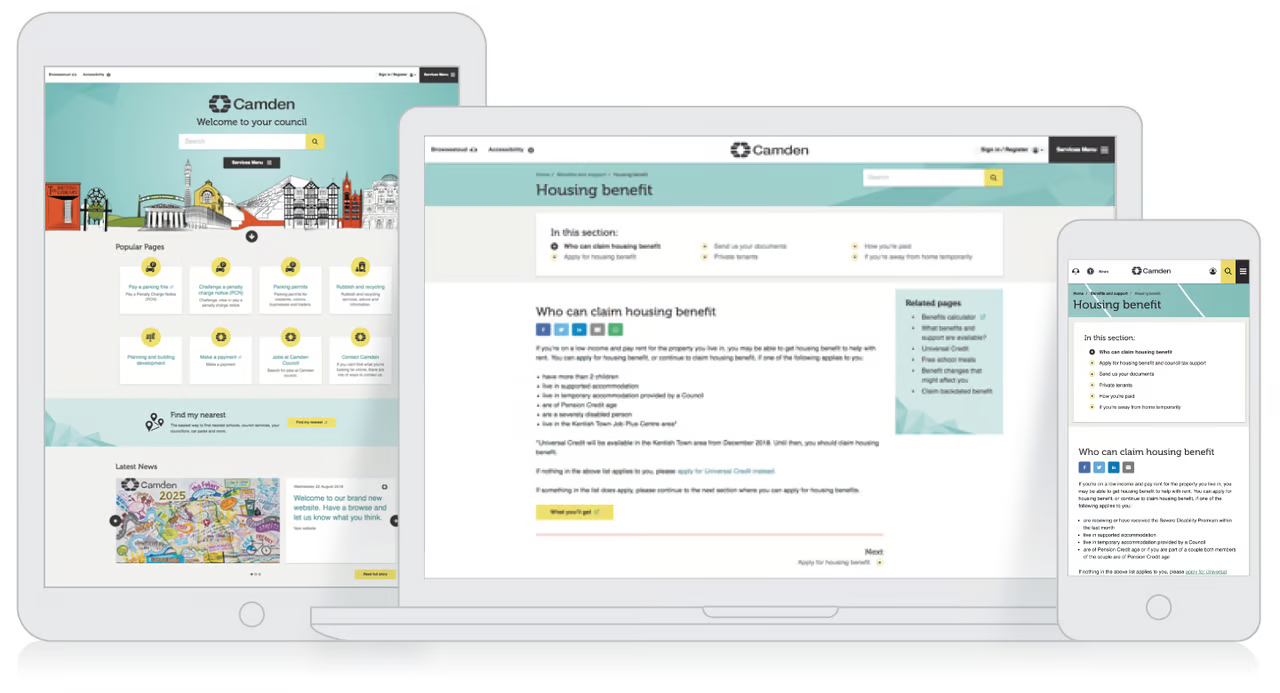 Browsealoud
Accessibility
Sign in / Register
Services Menu
Camden
Welcome to your council
Search
Services Menu
Popular Pages
Pay a parking fine
Pay a Penalty Charge Notice
(PCN)
Challenge a penalty
charge notice (PCN)
Challenge, view or pay a
penalty charge notice
Parking permits
Parking permits for
residents, visitors,
businesses and traders.
Rubbish and recycling
Rubbish and recycling
services, advice and
information
Planning and building
development
Make a payment
Make a payment
Jobs at Camden
Council
Search for jobs at Camden
council.
Contact Camden
If you can't find what you're
looking for online, there are
lots of ways to contact us.
Find my nearest
The easiest way to find nearest schools, council services, your
councillors, car parks and more.
Find my nearest
Latest News
Camden
2025
Wednesday 22 August 2018
Welcome to our brand new
website. Have a browse and
let us know what you think.
Your website
Read full story
Browsealoud
Accessibility
Camden
Sign in / Register
Services Menu
Home / Benefits and support / Housing benefit
Housing benefit
Search
In this section:
Who can claim housing benefit
Send us your documents
How you're paid
Apply for housing benefit
Private tenants
If you're away from home temporarily
Who can claim housing benefit
If you're on a low income and pay rent for the property you live in, you may be able to get housing benefit to help with
rent. You can apply for housing benefit, or continue to claim housing benefit, if one of the following applies to you:
have more than 2 children
live in supported accommodation
live in temporary accommodation provided by a Council
are of Pension Credit age
are a severely disabled person
live in the Kentish Town Job Plus Centre area*
*Universal Credit will be available in the Kentish Town area from December 2018. Until then, you should claim housing
benefit.
If nothing in the above list applies to you, please apply for Universal Credit instead.
If something in the list does apply, please continue to the next section where you can apply for housing benefits.
What you'll get
Next:
Apply for housing benefit
Related pages
Benefits calculator
What benefits and
support are available?
Universal Credit
Free school meals
Benefit changes that
might affect you
Claim backdated benefit
News
Camden
Home / Benefits and support / Housing benefit
Housing benefit
In this section:
Who can claim housing benefit
Apply for housing benefit and council tax support
Send us your documents
Private tenants
How you're paid
If you're away from home temporarily
Who can claim housing benefit
If you're on a low income and pay rent for the property you live in, you
may be able to get housing benefit to help with rent. You can apply for
housing benefit, or continue to claim housing benefit, if one of the
following applies to you:
are receiving or have received the Severe Disability Premium within
the last month
live in supported accommodation
live in temporary accommodation provided by a Council
are of Pension Credit age or if you are part of a couple both members
of the couple are of Pension Credit age
If nothing in the above list applies to you, please apply for Universal